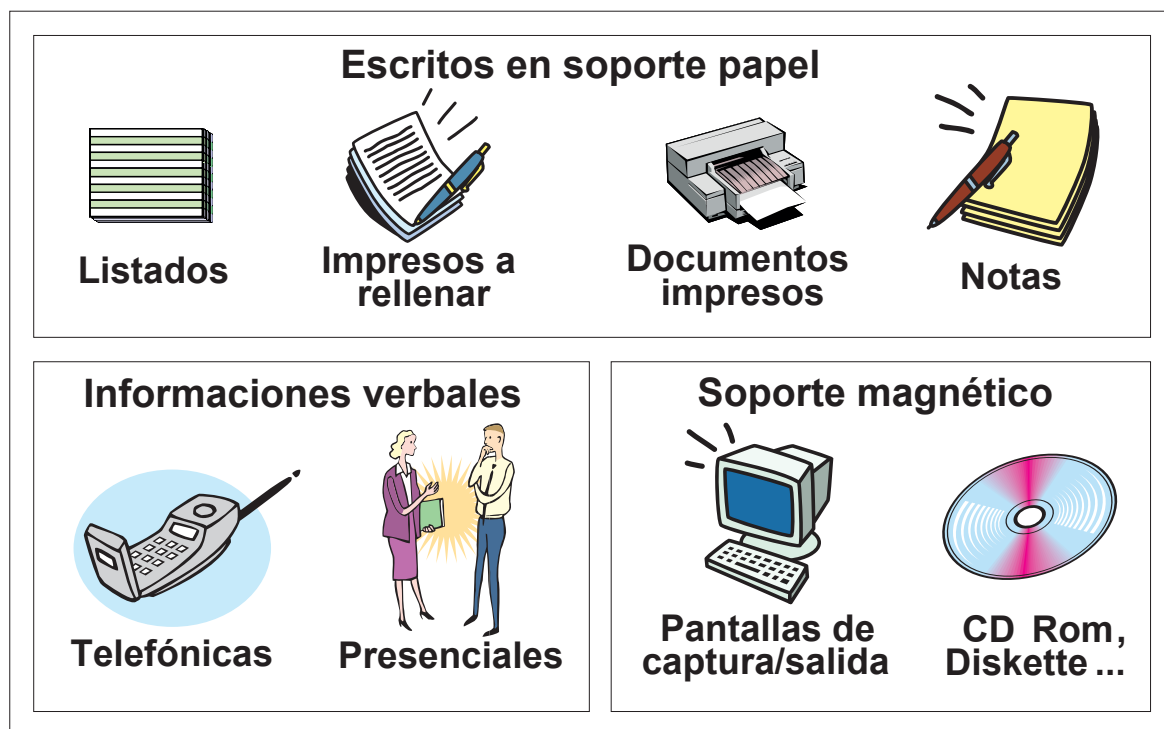 Escritos en soporte papel
Listados
Impresos a
rellenar
Documentos
impresos
Notas
Informaciones verbales
Telefónicas
Presenciales
Soporte magnético
Pantallas de
captura/salida
CD Rom,
Diskette ...